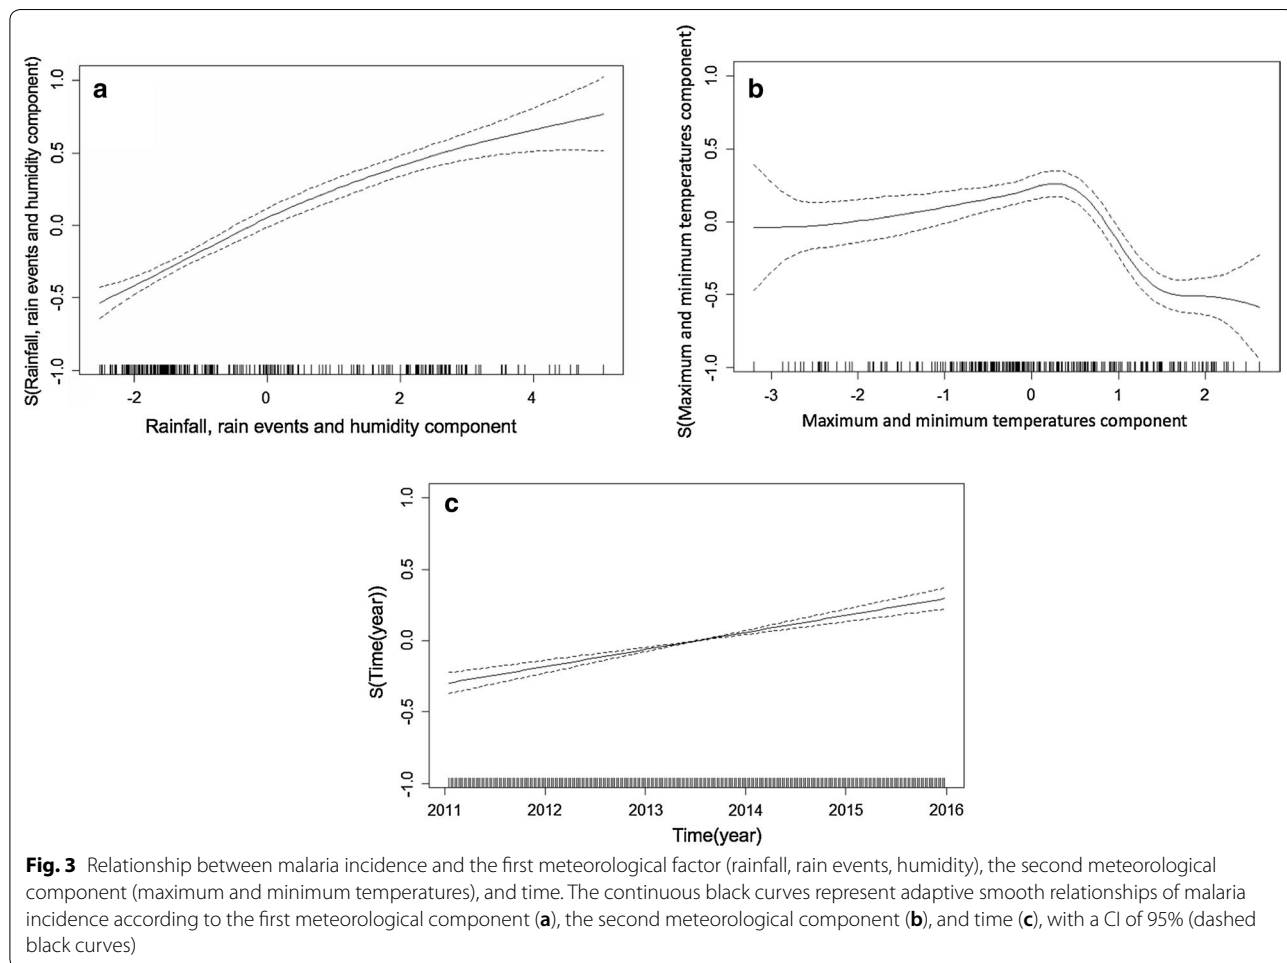 a
S(Rainfall, rain events and humidity component)
1.0
0.5
0.0
-0.5
-1.0
-2
0
2
4
Rainfall, rain events and humidity component
b
S(Maximum and minimum temperatures component)
1.0
0.5
0.0
-0.5
-1.0
-3
-2
-1
0
1
2
Maximum and minimum temperatures component
c
S(Time(year))
1.0
0.5
0.0
-0.5
-1.0
2011
2012
2013
2014
2015
2016
Time(year)
Fig. 3 Relationship between malaria incidence and the first meteorological factor (rainfall, rain events, humidity), the second meteorological
component (maximum and minimum temperatures), and time. The continuous black curves represent adaptive smooth relationships of malaria
incidence according to the first meteorological component (a), the second meteorological component (b), and time (c), with a CI of 95% (dashed
black curves)